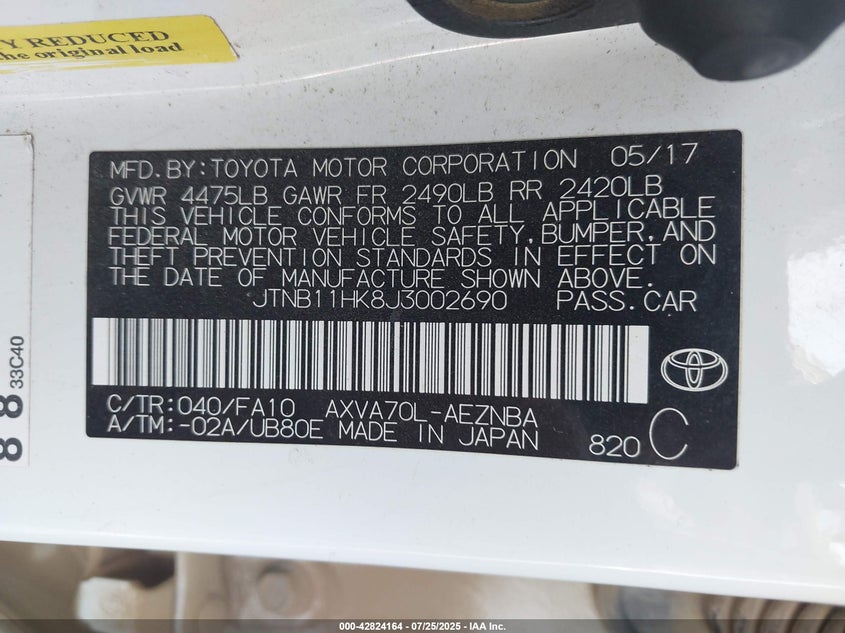 Y REDUCED
the original load
MFD.BY:TOYOTA MOTOR CORPORATION 05/17
GVWR 4475LB GAWR FR 2490LB RR 2420LB
THIS VEHICLE CONFORMS TO ALL APPLICABLE
FEDERAL MOTOR VEHICLE SAFETY,BUMPER,AND
THEFT PREVENTION STANDARDS IN EFFECT ON
THE DATE OF MANUFACTURE SHOWN ABOVE.
JTNB11HK8J3002690 PASS.CAR
C/TR:040/FA10 AXVA70L-AEZNBA
A/TM:-02A/UB80E MADE IN JAPAN 820 C
8 8 33C40
000-42824164 | 07/25/2025 | IAA Inc.